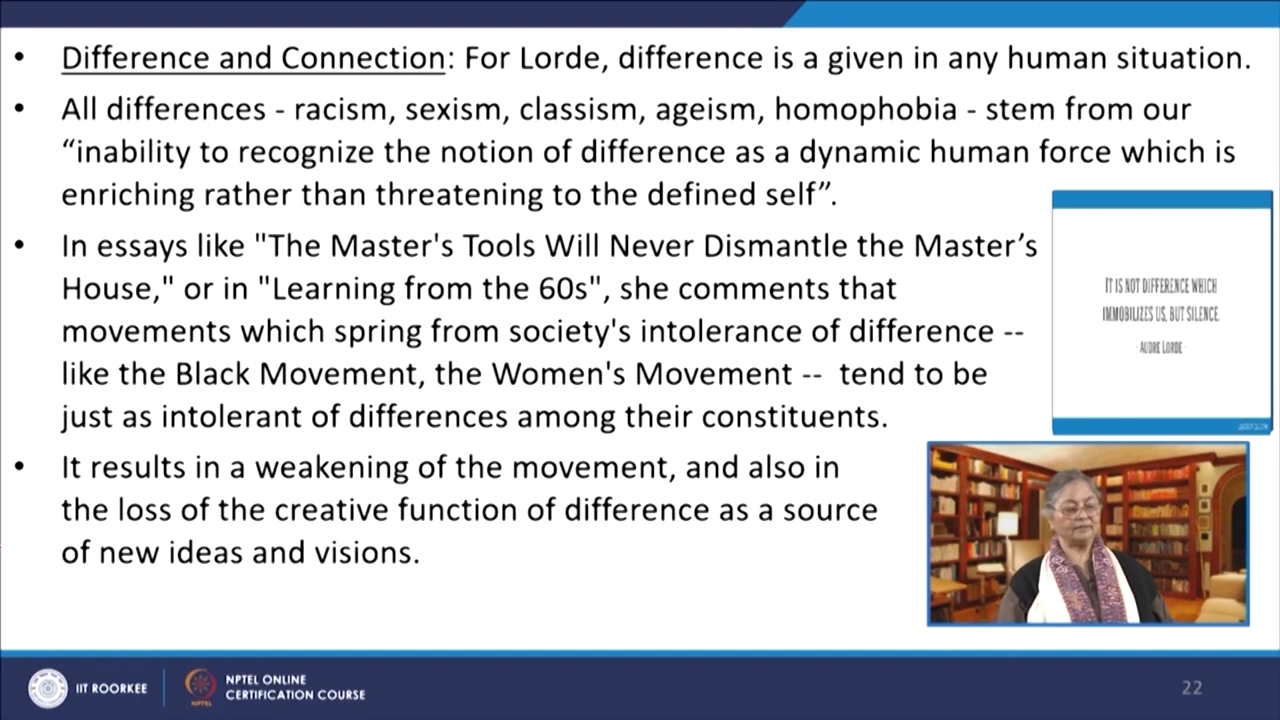 • Difference and Connection: For Lorde, difference is a given in any human situation.
• All differences - racism, sexism, classism, ageism, homophobia - stem from our
“inability to recognize the notion of difference as a dynamic human force which is
enriching rather than threatening to the defined self”.
• In essays like "The Master's Tools Will Never Dismantle the Master’s
House," or in "Learning from the 60s", she comments that
movements which spring from society's intolerance of difference --
like the Black Movement, the Women's Movement -- tend to be
just as intolerant of differences among their constituents.
• It results in a weakening of the movement, and also in
the loss of the creative function of difference as a source
of new ideas and visions.
IT IS NOT DIFFERENCE WHICH
IMMOBILIZES US, BUT SILENCE.
- AUDRE LORDE -
IIT ROORKEE
NPTEL
NPTEL ONLINE
CERTIFICATION COURSE
22